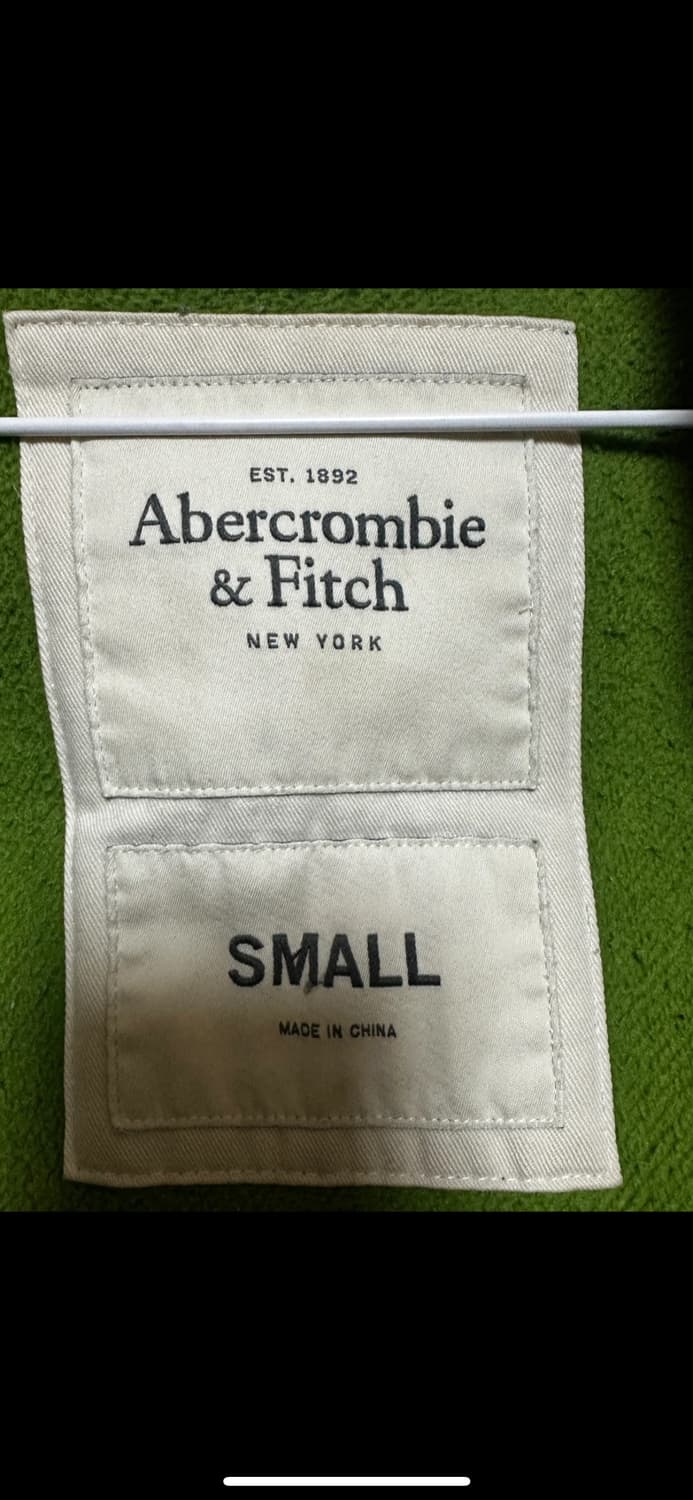 EST. 1892
Abercrombie
& Fitch
NEW YORK
SMALL
MADE IN CHINA